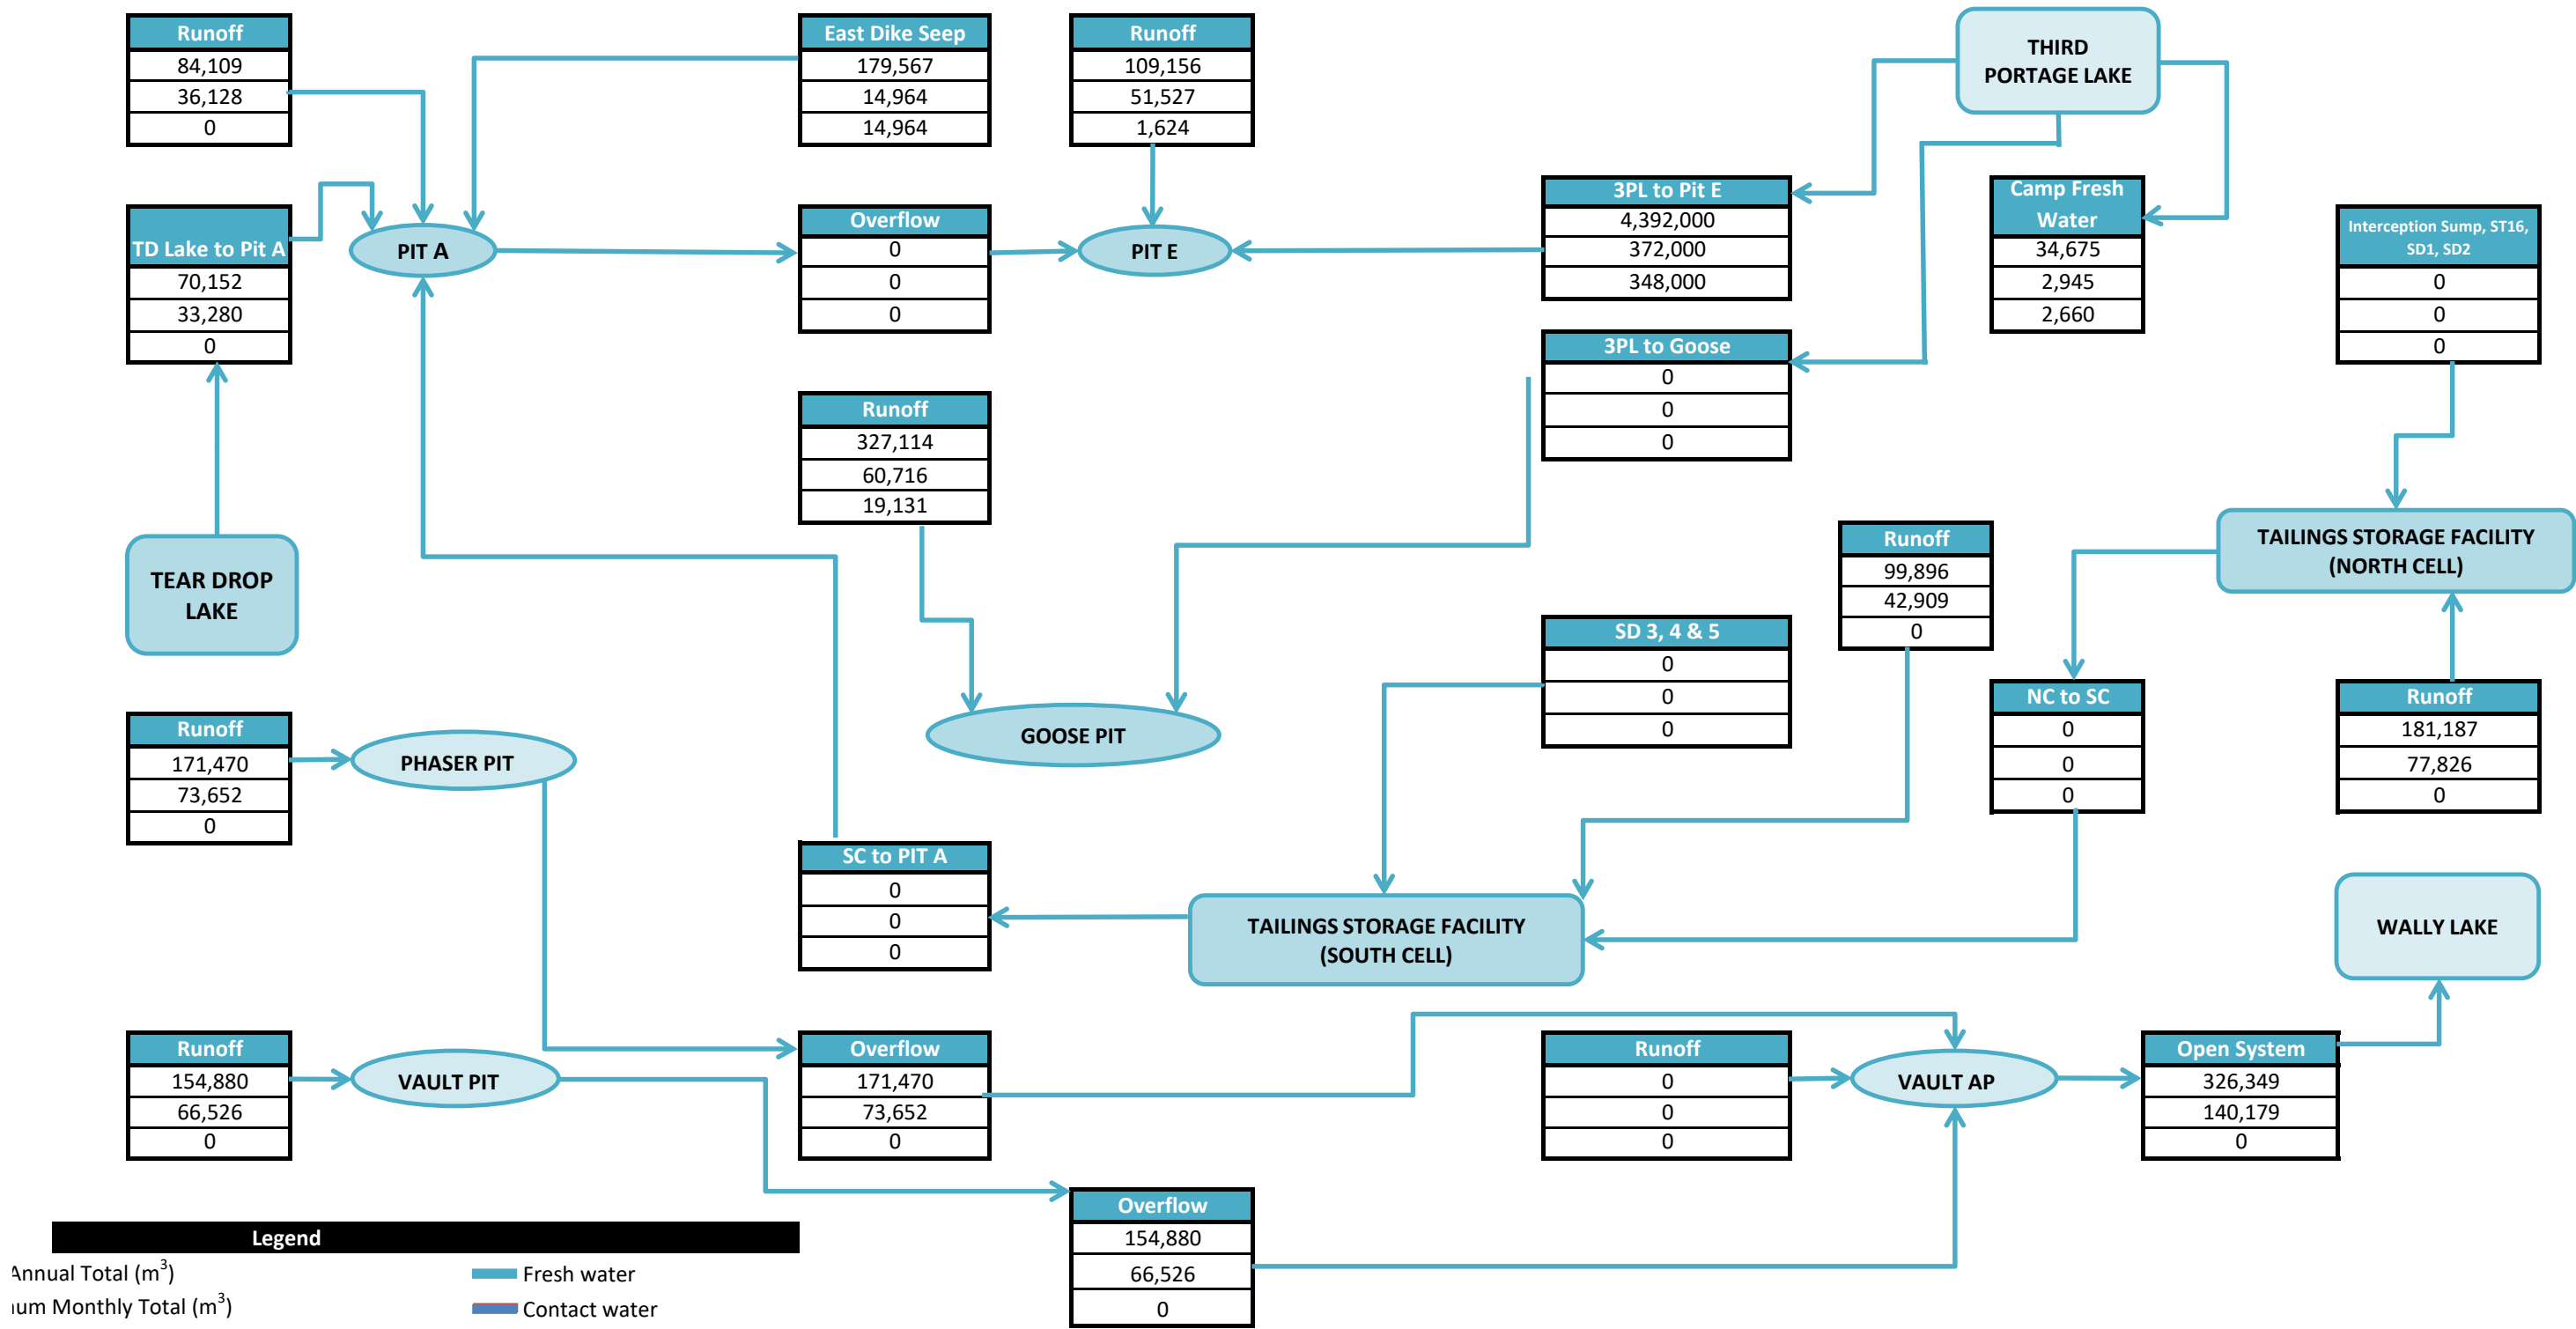 Runoff
84,109
36,128
0
East Dike Seep
179,567
14,964
14,964
Runoff
109,156
51,527
1,624
THIRD
PORTAGE LAKE
TD Lake to Pit A
70,152
33,280
0
PIT A
Overflow
0
0
0
PIT E
3PL to Pit E
4,392,000
372,000
348,000
Camp Fresh
Water
34,675
2,945
2,660
Interception Sump, ST16,
SD1, SD2
0
0
0
3PL to Goose
0
0
0
Runoff
327,114
60,716
19,131
TEAR DROP
LAKE
Runoff
99,896
42,909
0
TAILINGS STORAGE FACILITY
(NORTH CELL)
SD 3, 4 & 5
0
0
0
NC to SC
0
0
0
Runoff
181,187
77,826
0
Runoff
171,470
73,652
0
PHASER PIT
GOOSE PIT
SC to PIT A
0
0
0
TAILINGS STORAGE FACILITY
(SOUTH CELL)
WALLY LAKE
Runoff
154,880
66,526
0
VAULT PIT
Overflow
171,470
73,652
0
Runoff
0
0
0
VAULT AP
Open System
326,349
140,179
0
Overflow
154,880
66,526
0
Legend
Annual Total (m³)
Fresh water
Monthly Total (m³)
Contact water